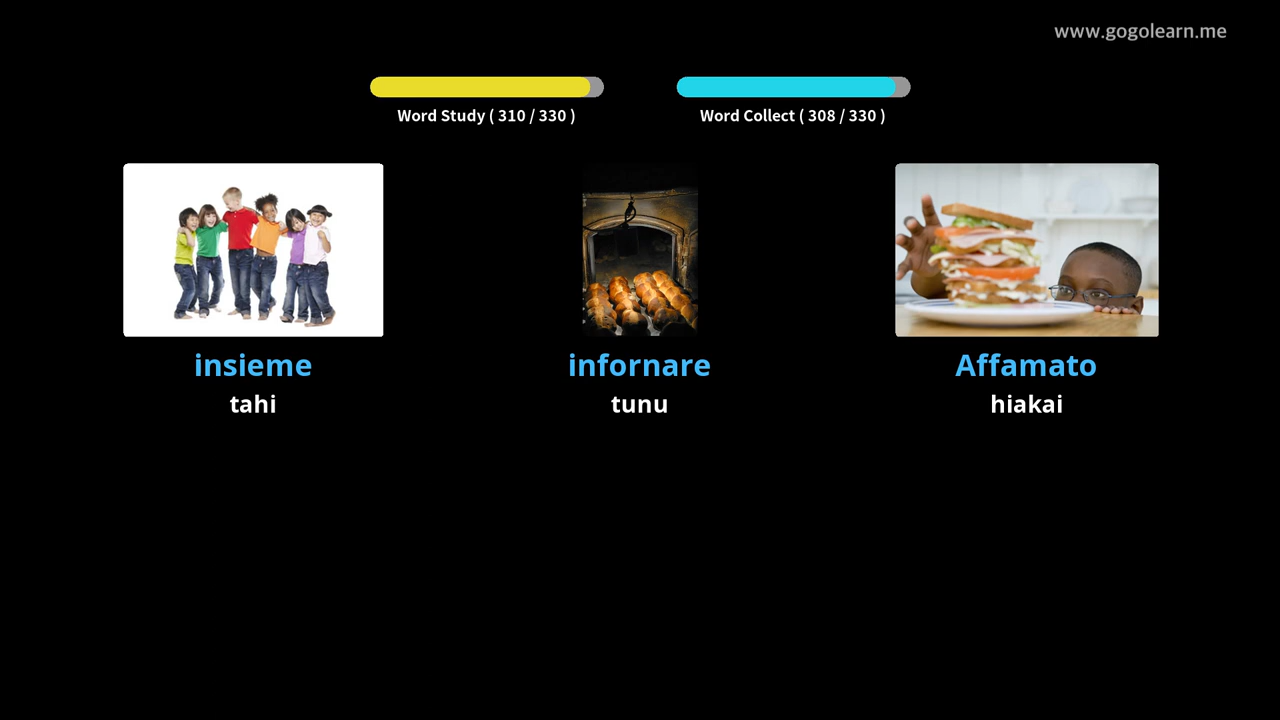 www.gogolearn.me
Word Study ( 310 / 330 )
Word Collect ( 308 / 330 )
insieme
tahi
infornare
tunu
Affamato
hiakai